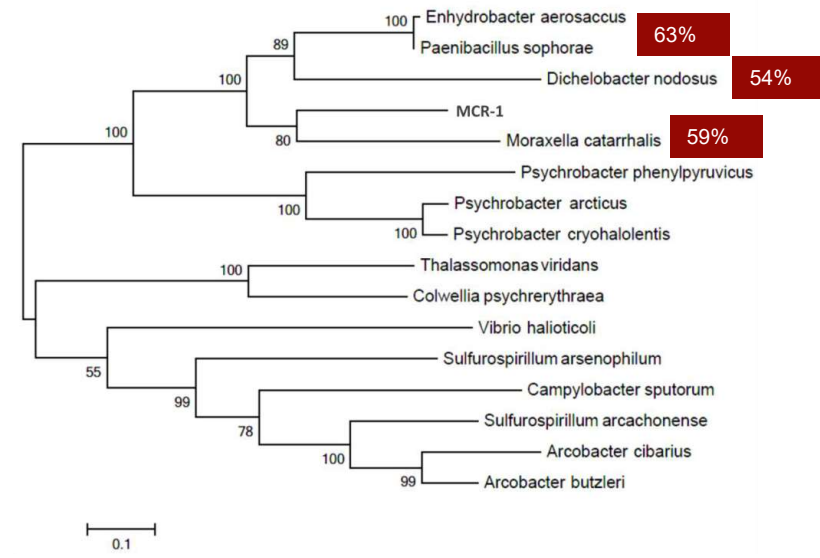 100 Enhydrobacter aerosaccus
63%
89 Paenibacillus sophorae
100 Dichelobacter nodosus 54%
MCR-1
100 80 Moraxella catarrhalis 59%
Psychrobacter phenylpyruvicus
100 Psychrobacter arcticus
100 Psychrobacter cryohalolentis
100 Thalassomonas viridans
Colwellia psychrerythraea
Vibrio halioticoli
55 Sulfurospirillum arsenophilum
99 Campylobacter sputorum
78 Sulfurospirillum arcachonense
100 Arcobacter cibarius
99 Arcobacter butzleri
0.1